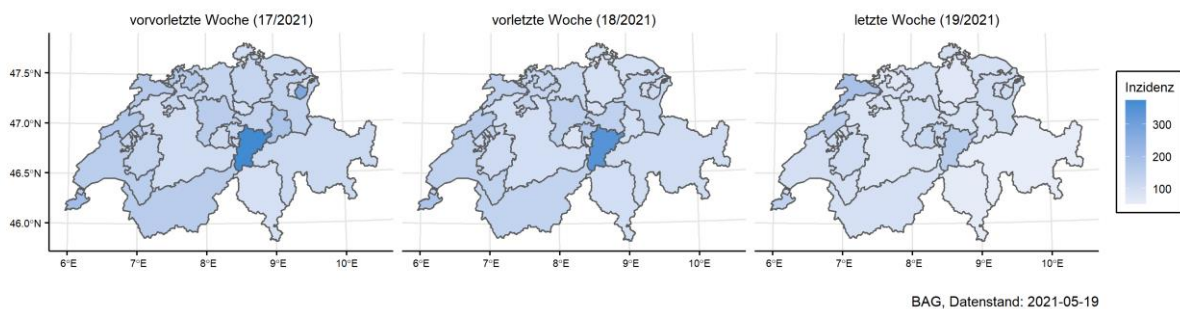 vorvorletzte Woche (17/2021)
vorletzte Woche (18/2021)
letzte Woche (19/2021)
47.5°N
47.0°N
46.5°N
46.0°N
6°E 7°E 8°E 9°E 10°E
6°E 7°E 8°E 9°E 10°E
6°E 7°E 8°E 9°E 10°E
Inzidenz
300
200
100
BAG, Datenstand: 2021-05-19